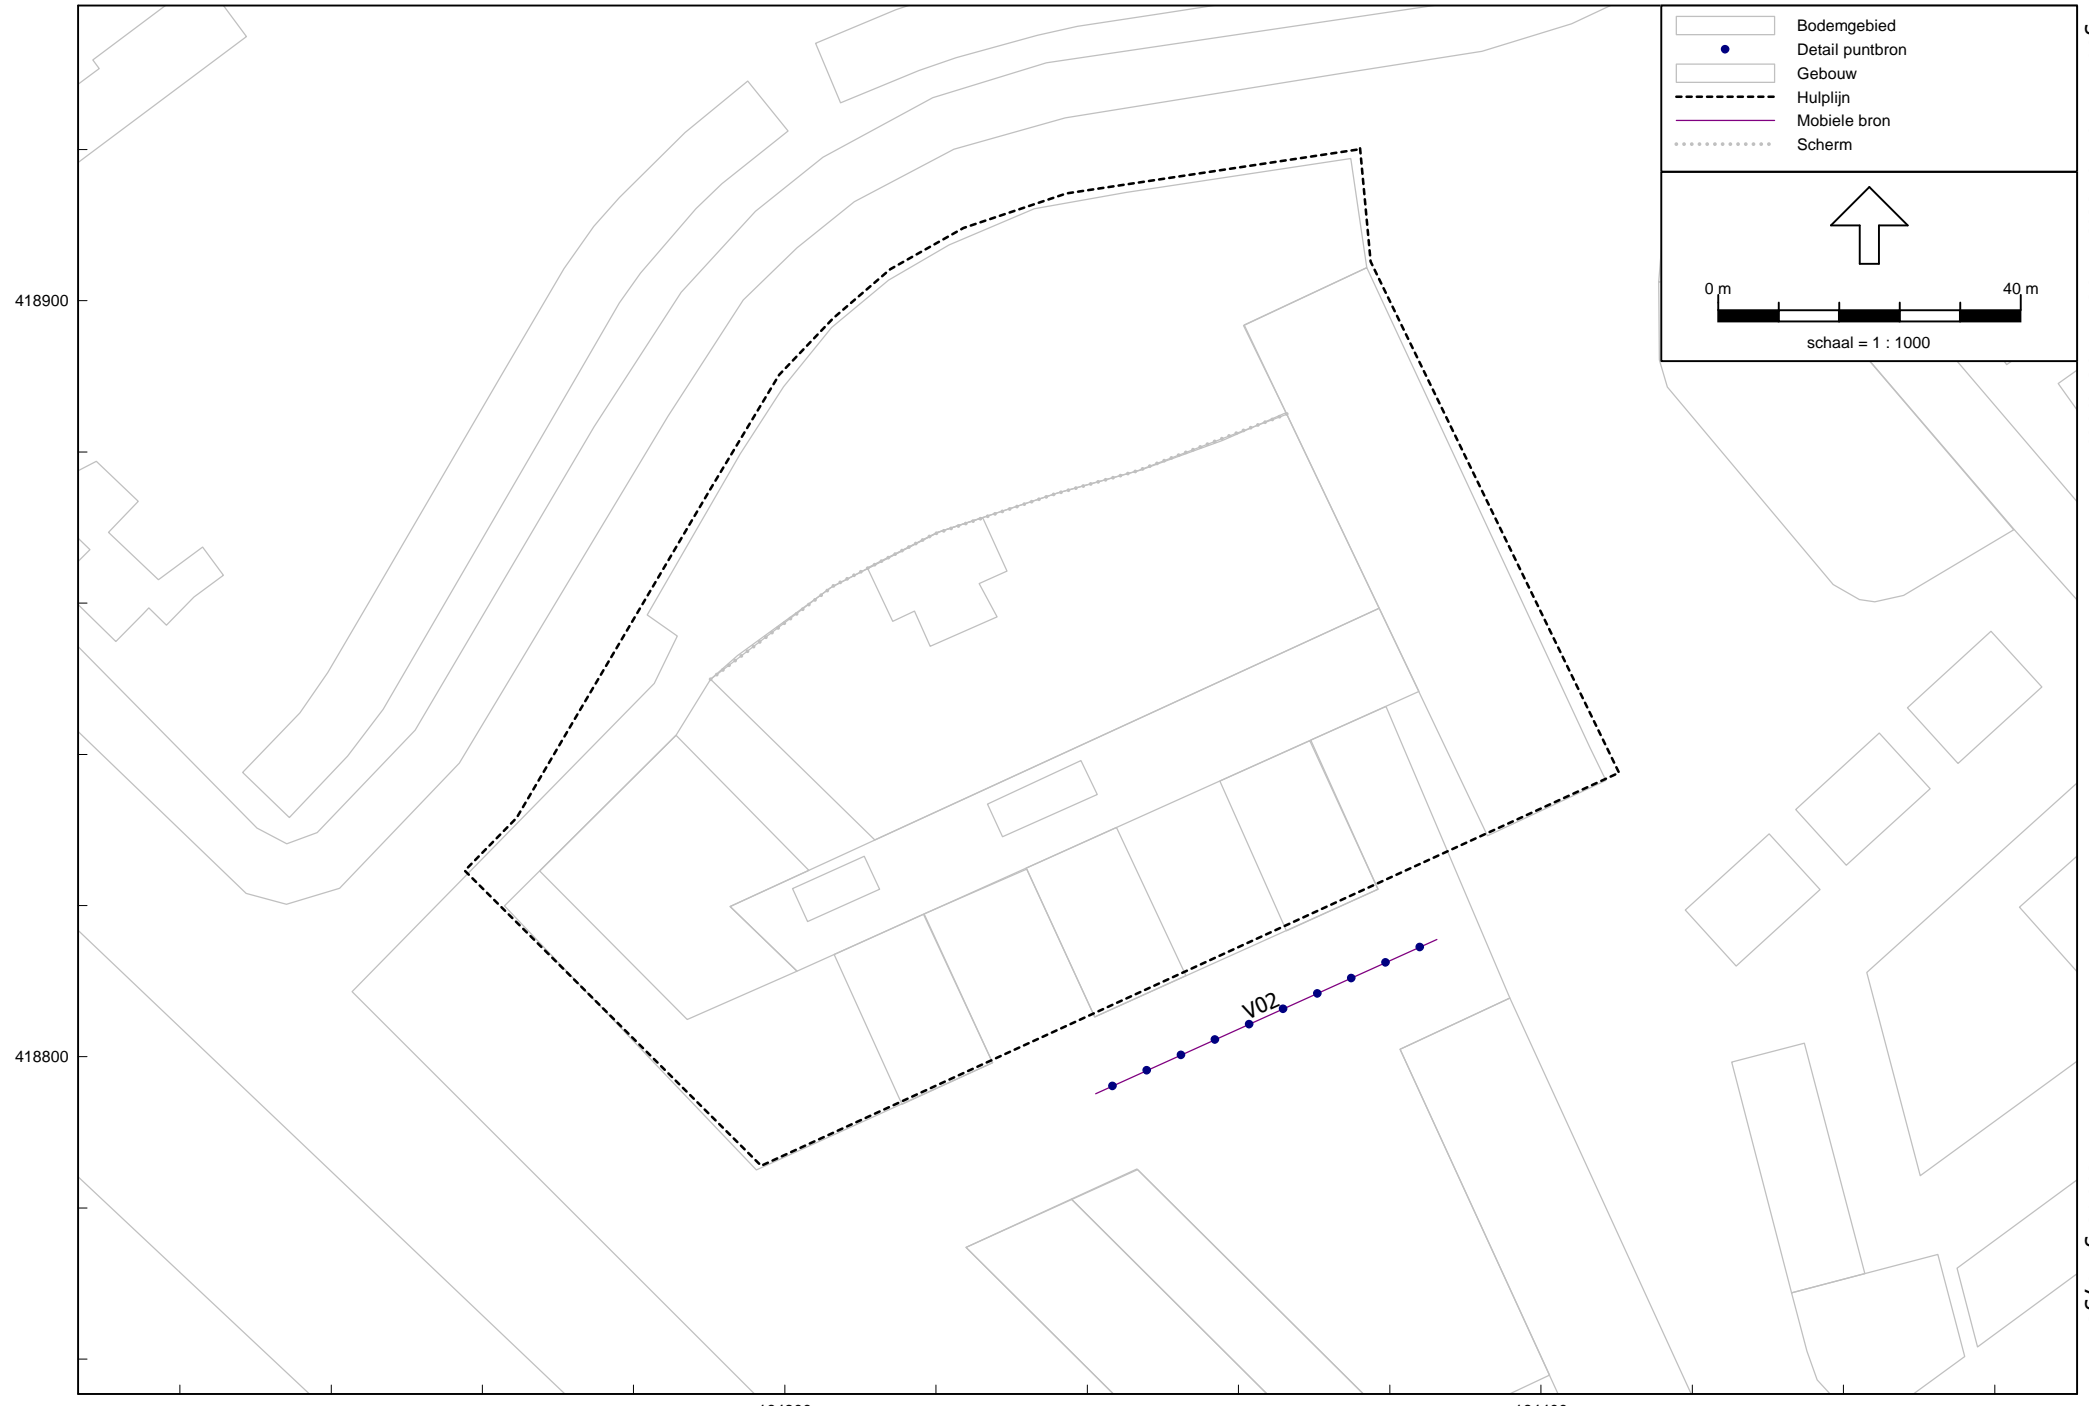 Bodemgebied
Detail puntbron
Gebouw
Hulplijn
Mobiele bron
Scherm
0 m 40 m
schaal = 1 : 1000
418900
V02
418800